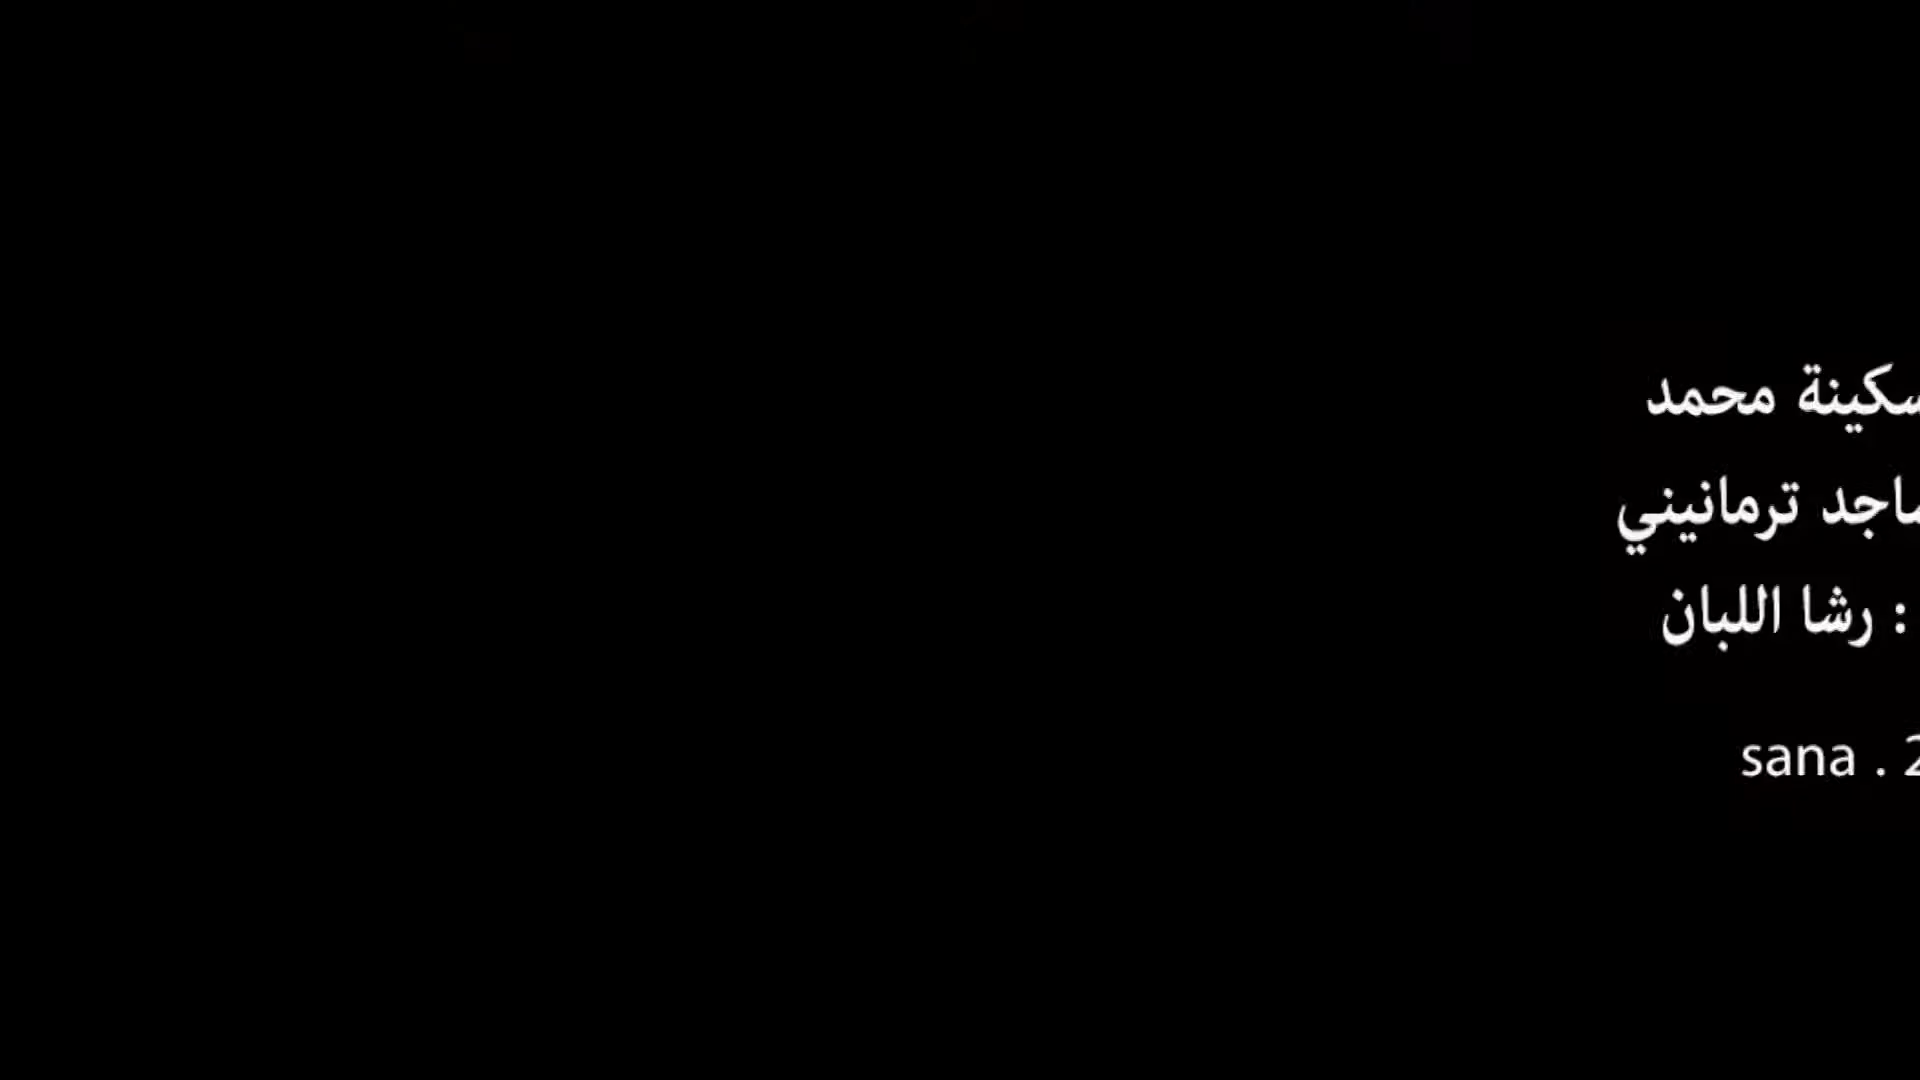 سكينة محمد
ماجد ترمانيني
: رشا اللبان
sana . 2